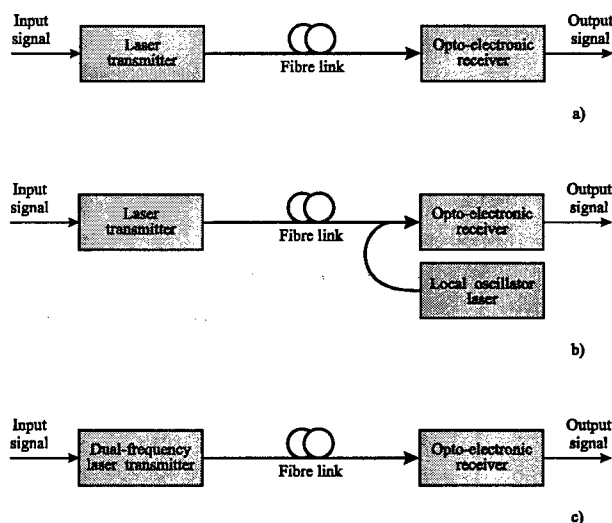 Input
signal
Laser
transmitter
Fibre link
Opto-electronic
receiver
Output
signal
a)
Input
signal
Laser
transmitter
Fibre link
Opto-electronic
receiver
Output
signal
Local oscillator
laser
b)
Input
signal
Dual-frequency
laser transmitter
Fibre link
Opto-electronic
receiver
Output
signal
c)